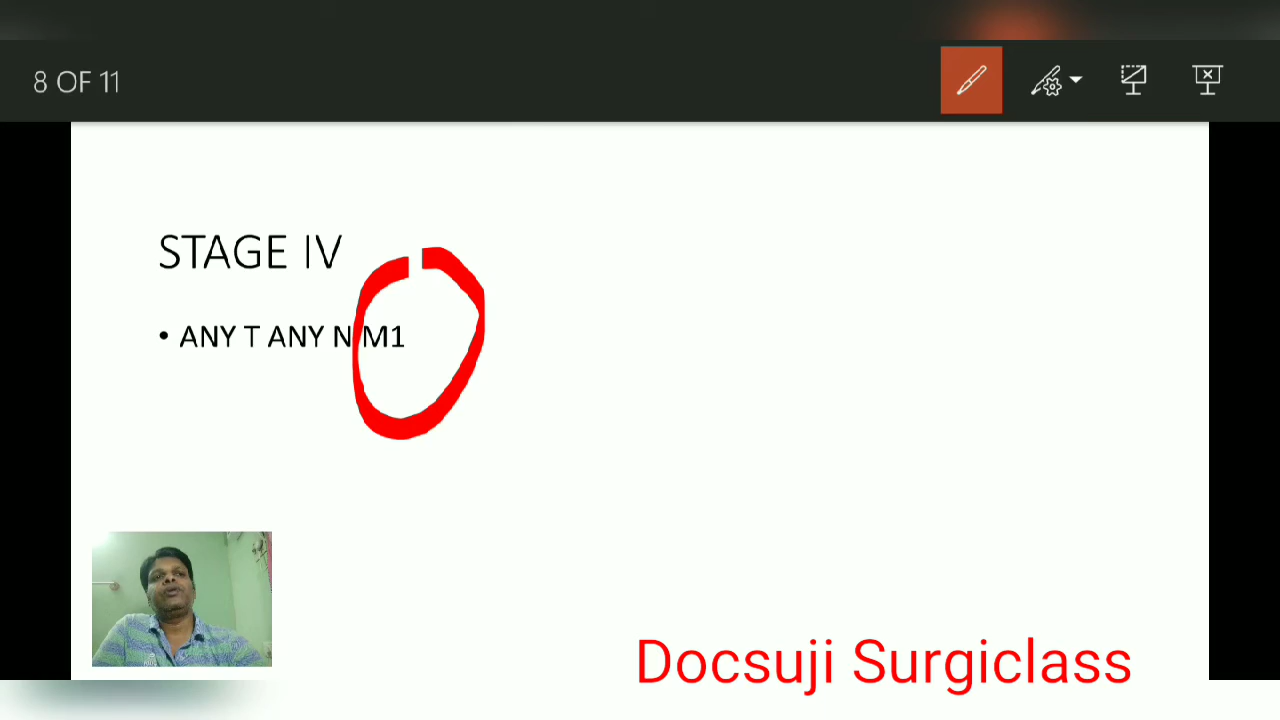 8 OF 11
STAGE IV
• ANY T ANY N M1
Docsuji Surgiclass